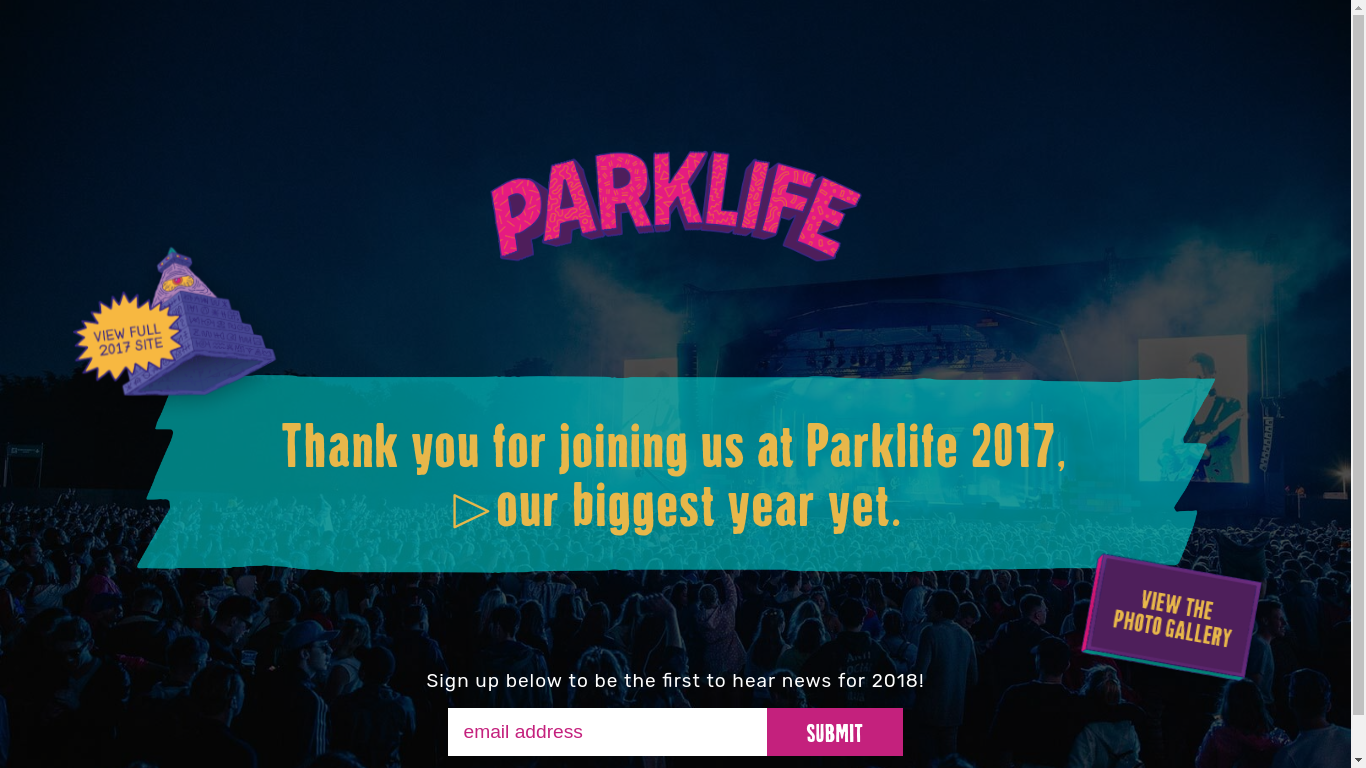 PARKLIFE
VIEW FULL
2017 SITE
Thank you for joining us at Parklife 2017,
▷our biggest year yet.
VIEW THE
PHOTO GALLERY
Sign up below to be the first to hear news for 2018!
email address
SUBMIT